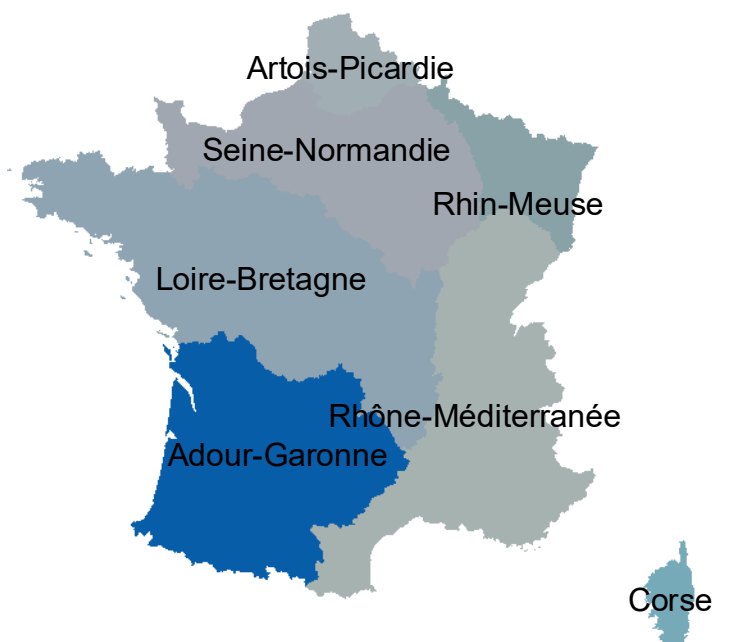 Artois-Picardie
Seine-Normandie
Rhin-Meuse
Loire-Bretagne
Rhône-Méditerranée
Adour-Garonne
Corse